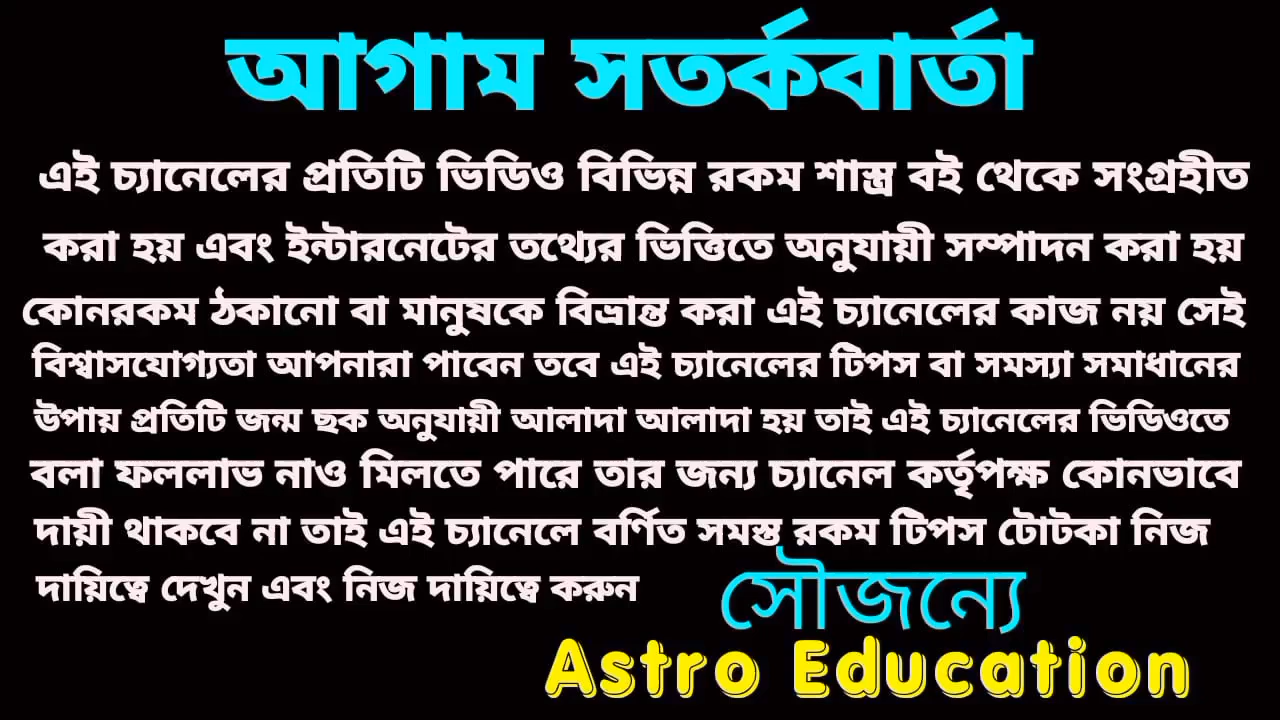 আগাম সতর্কবার্তা
এই চ্যানেলের প্রতিটি ভিডিও বিভিন্ন রকম শাস্ত্র বই থেকে সংগ্রহীত
করা হয় এবং ইন্টারনেটের তথ্যের ভিত্তিতে অনুযায়ী সম্পাদন করা হয়
কোনরকম ঠকানো বা মানুষকে বিভ্রান্ত করা এই চ্যানেলের কাজ নয় সেই
বিশ্বাসযোগ্যতা আপনারা পাবেন তবে এই চ্যানেলের টিপস বা সমস্যা সমাধানের
উপায় প্রতিটি জন্ম ছক অনুযায়ী আলাদা আলাদা হয় তাই এই চ্যানেলের ভিডিওতে
বলা ফললাভ নাও মিলতে পারে তার জন্য চ্যানেল কর্তৃপক্ষ কোনভাবে
দায়ী থাকবে না তাই এই চ্যানেলে বর্ণিত সমস্ত রকম টিপস টোটকা নিজ
দায়িত্বে দেখুন এবং নিজ দায়িত্বে করুন
সৌজন্যে
Astro Education